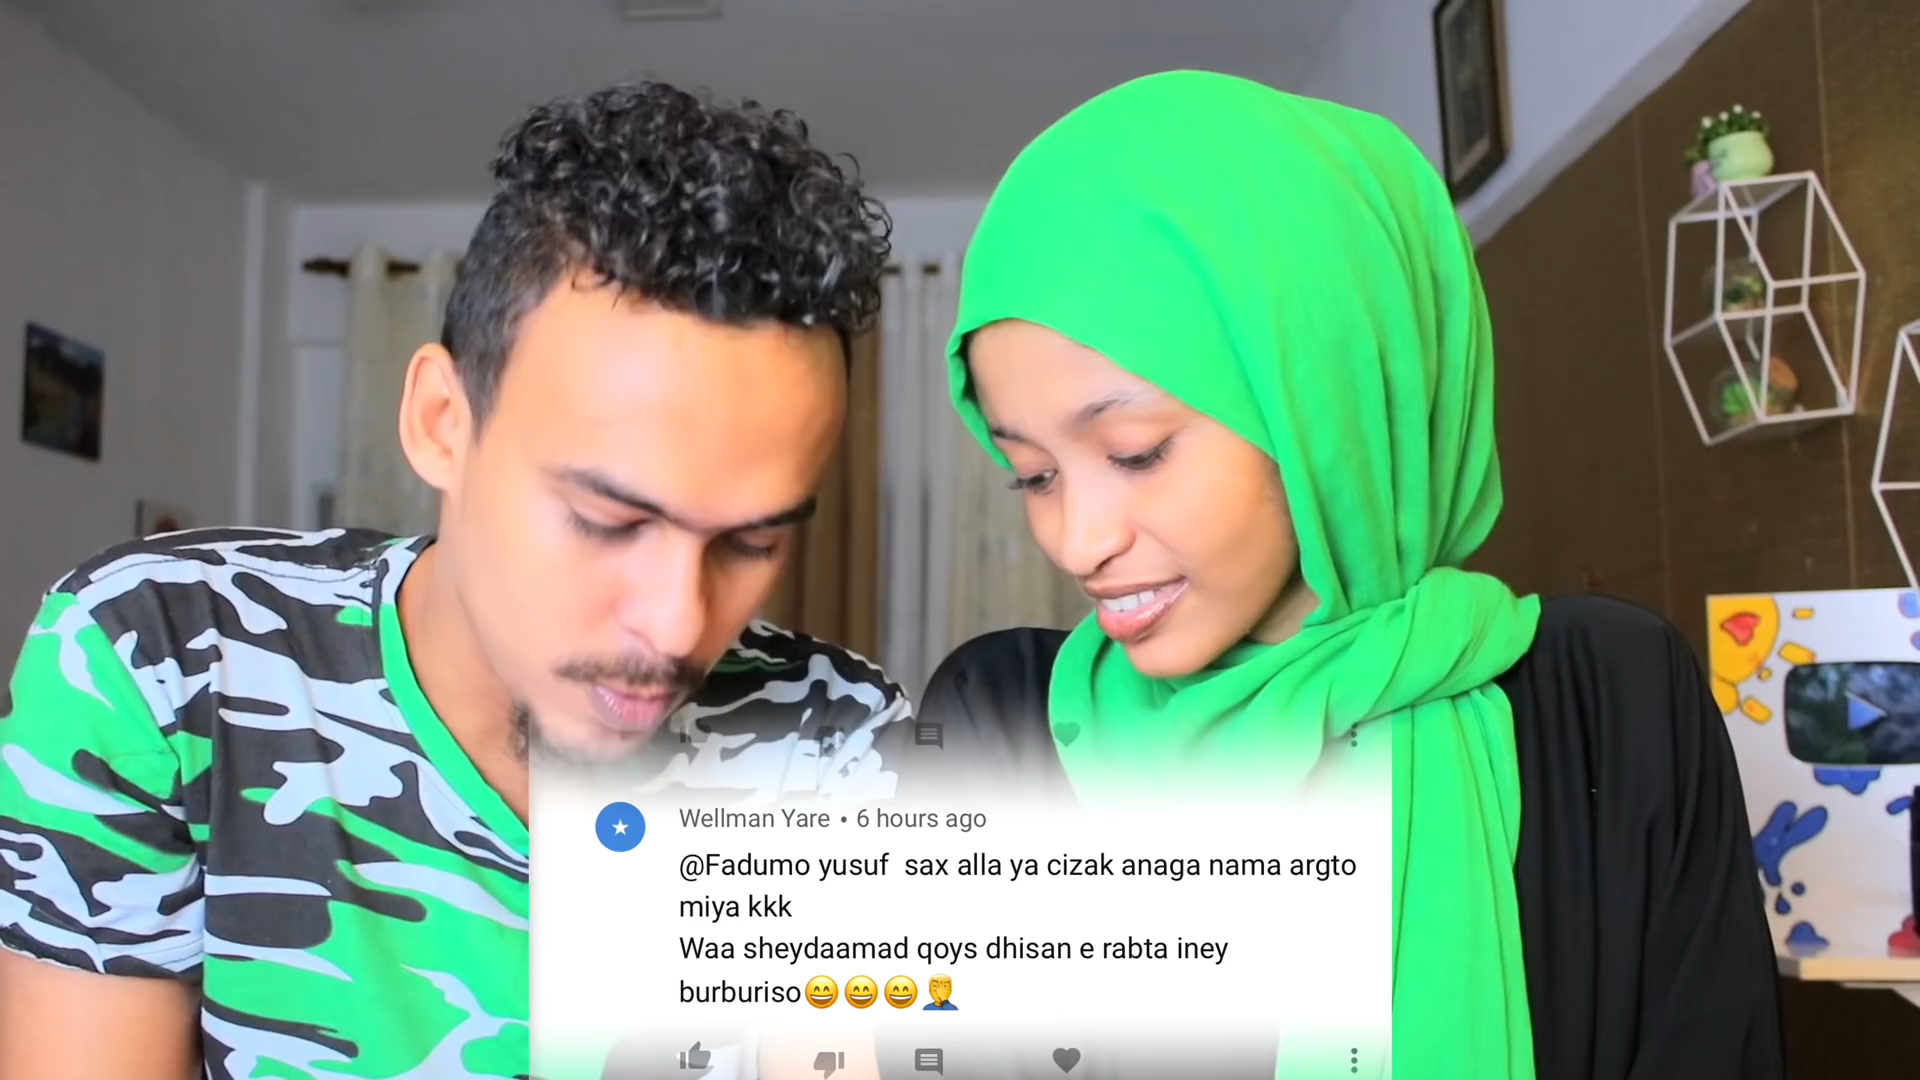 Wellman Yare • 6 hours ago
@Fadumo yusuf  sax alla ya cizak anaga nama argto
miya kkk
Waa sheydaamad qoys dhisan e rabta iney
burburiso😄😄😄🤦‍♂️